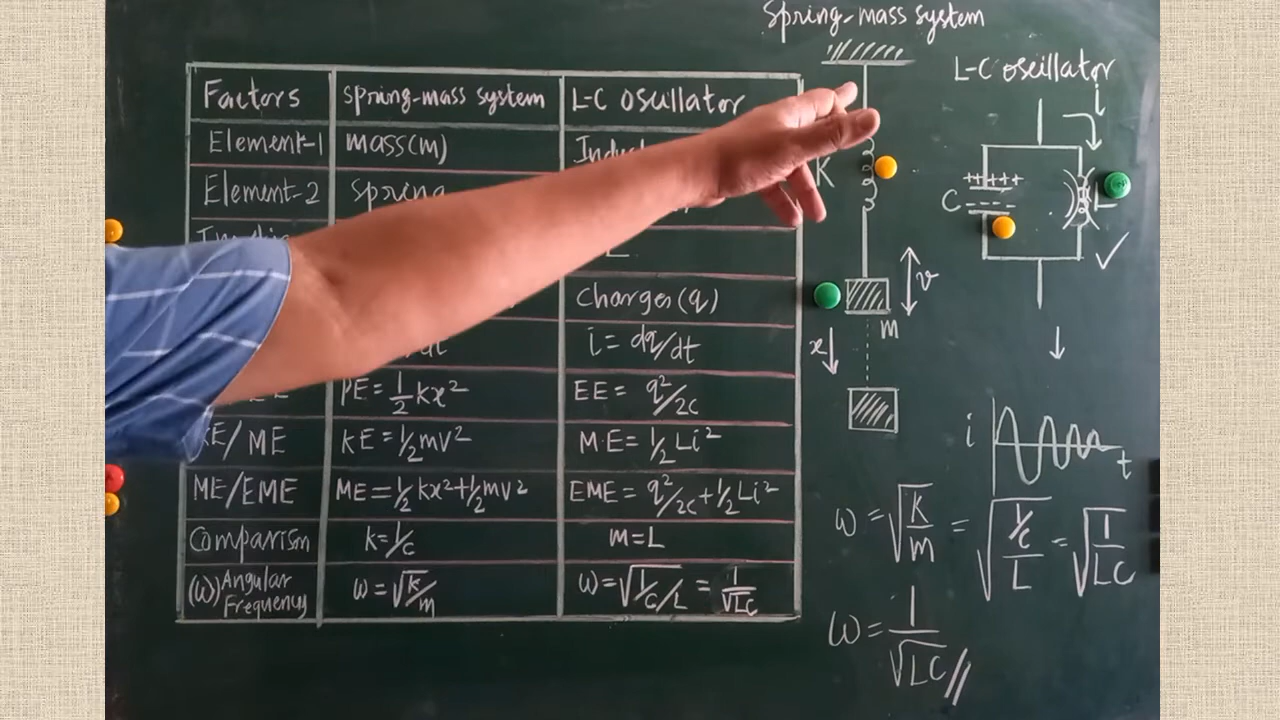 Spring-mass system
L-C oscillator
Factors
spring-mass system
L-C oscillator
Element-1
mass(m)
Element-2
spring
L
Charges(q)
i = dq/dt
PE = 1/2 kx²
EE = q²/2c
KE/ME
KE = 1/2 mv²
M.E = 1/2 Li²
ME/EME
ME = 1/2 kx² + 1/2 mv²
EME = q²/2c + 1/2 Li²
Comparison
k = 1/c
m = L
(ω) Angular
Frequency
ω = √k/m
ω = √1/c/L = 1/√LC
K
v
m
x
i
+++++
C
----
L
i
t
ω = √K/m = √1/c/L = √1/LC
ω = 1/√LC //